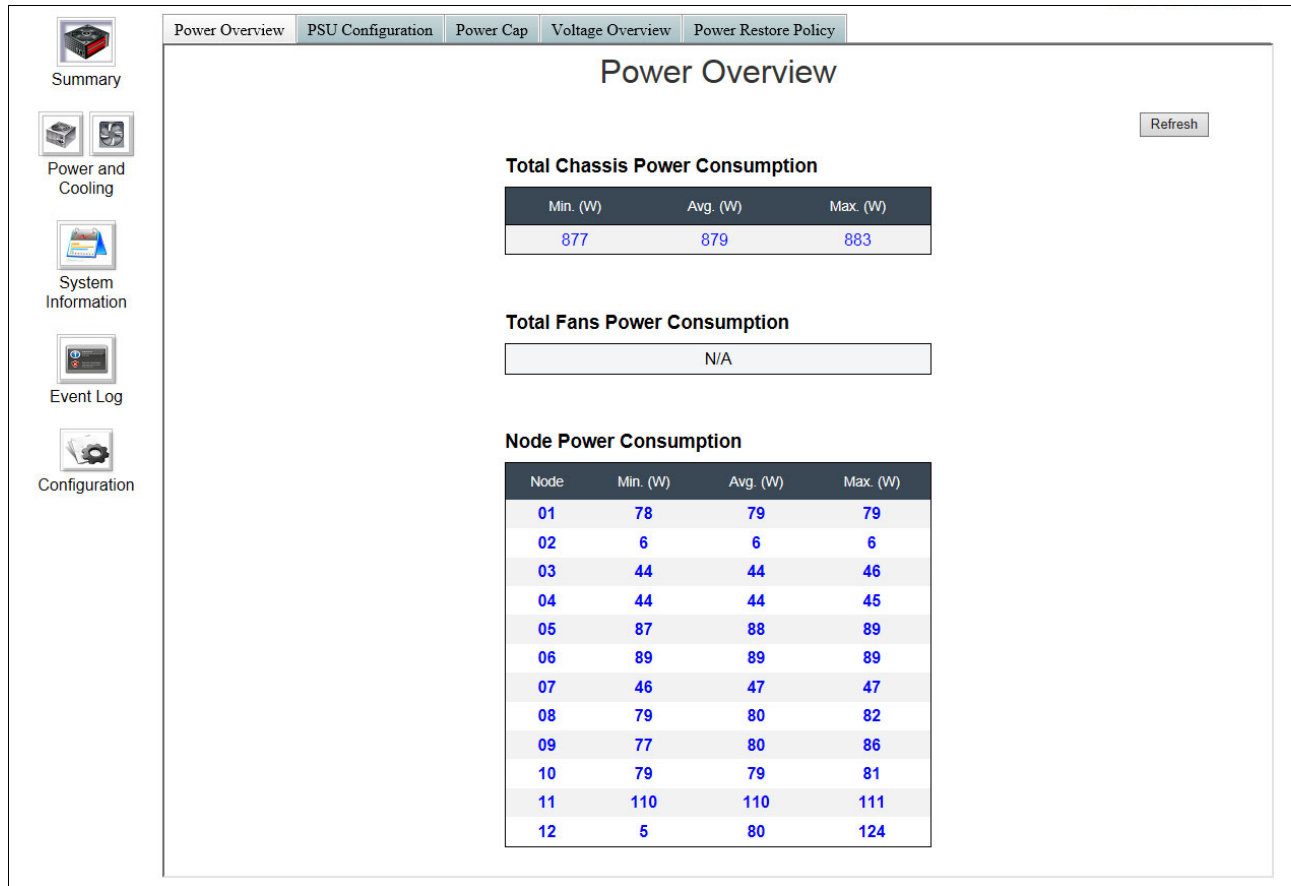 Power Overview PSU Configuration Power Cap Voltage Overview Power Restore Policy
Summary
Power and
Cooling
System
Information
Event Log
Configuration
Power Overview
Refresh
Total Chassis Power Consumption
Min. (W) Avg. (W) Max. (W)
877 879 883
Total Fans Power Consumption
N/A
Node Power Consumption
Node Min. (W) Avg. (W) Max. (W)
01 78 79 79
02 6 6 6
03 44 44 46
04 44 44 45
05 87 88 89
06 89 89 89
07 46 47 47
08 79 80 82
09 77 80 86
10 79 79 81
11 110 110 111
12 5 80 124